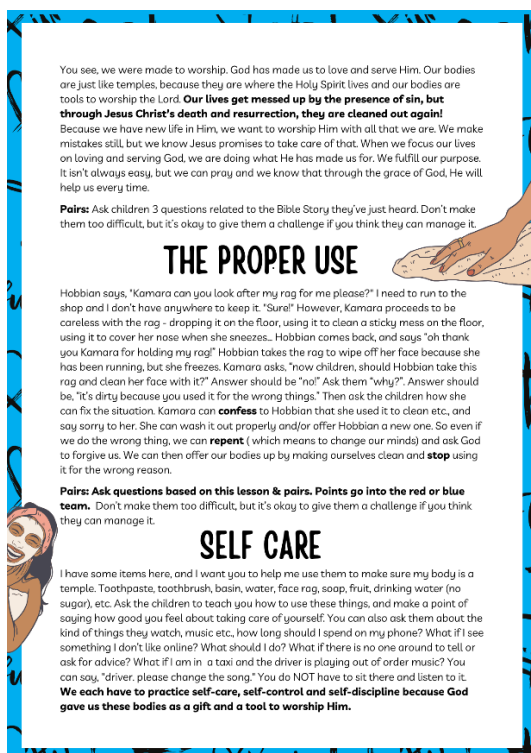 You see, we were made to worship. God has made us to love and serve Him. Our bodies
are just like temples, because they are where the Holy Spirit lives and our bodies are
tools to worship the Lord. Our lives get messed up by the presence of sin, but
through Jesus Christ's death and resurrection, they are cleaned out again!
Because we have new life in Him, we want to worship Him with all that we are. We make
mistakes still, but we know Jesus promises to take care of that. When we focus our lives
on loving and serving God, we are doing what He has made us for. We fulfill our purpose.
It isn't always easy, but we can pray and we know that through the grace of God, He will
help us every time.
Pairs: Ask children 3 questions related to the Bible Story they've just heard. Don't make
them too difficult, but it's okay to give them a challenge if you think they can manage it.
THE PROPER USE
Hobbian says, "Kamara can you look after my rag for me please?" I need to run to the
shop and I don't have anywhere to keep it. "Sure!" However, Kamara proceeds to be
careless with the rag - dropping it on the floor, using it to clean a sticky mess on the floor,
using it to cover her nose when she sneezes... Hobbian comes back, and says "oh thank
you Kamara for holding my rag!" Hobbian takes the rag to wipe off her face because she
has been running, but she freezes. Kamara asks, "now children, should Hobbian take this
rag and clean her face with it?" Answer should be "no!" Ask them "why?". Answer should
be, "it's dirty because you used it for the wrong things." Then ask the children how she
can fix the situation. Kamara can confess to Hobbian that she used it to clean etc., and
say sorry to her. She can wash it out properly and/or offer Hobbian a new one. So even if
we do the wrong thing, we can repent ( which means to change our minds) and ask God
to forgive us. We can then offer our bodies up by making ourselves clean and stop using
it for the wrong reason.
Pairs: Ask questions based on this lesson & pairs. Points go into the red or blue
team. Don't make them too difficult, but it's okay to give them a challenge if you think
they can manage it.
SELF CARE
I have some items here, and I want you to help me use them to make sure my body is a
temple. Toothpaste, toothbrush, basin, water, face rag, soap, fruit, drinking water (no
sugar), etc. Ask the children to teach you how to use these things, and make a point of
saying how good you feel about taking care of yourself. You can also ask them about the
kind of things they watch, music etc., how long should I spend on my phone? What if I see
something I don't like online? What should I do? What if there is no one around to tell or
ask for advice? What if I am in a taxi and the driver is playing out of order music? You
can say, "driver. please change the song." You do NOT have to sit there and listen to it.
We each have to practice self-care, self-control and self-discipline because God
gave us these bodies as a gift and a tool to worship Him.